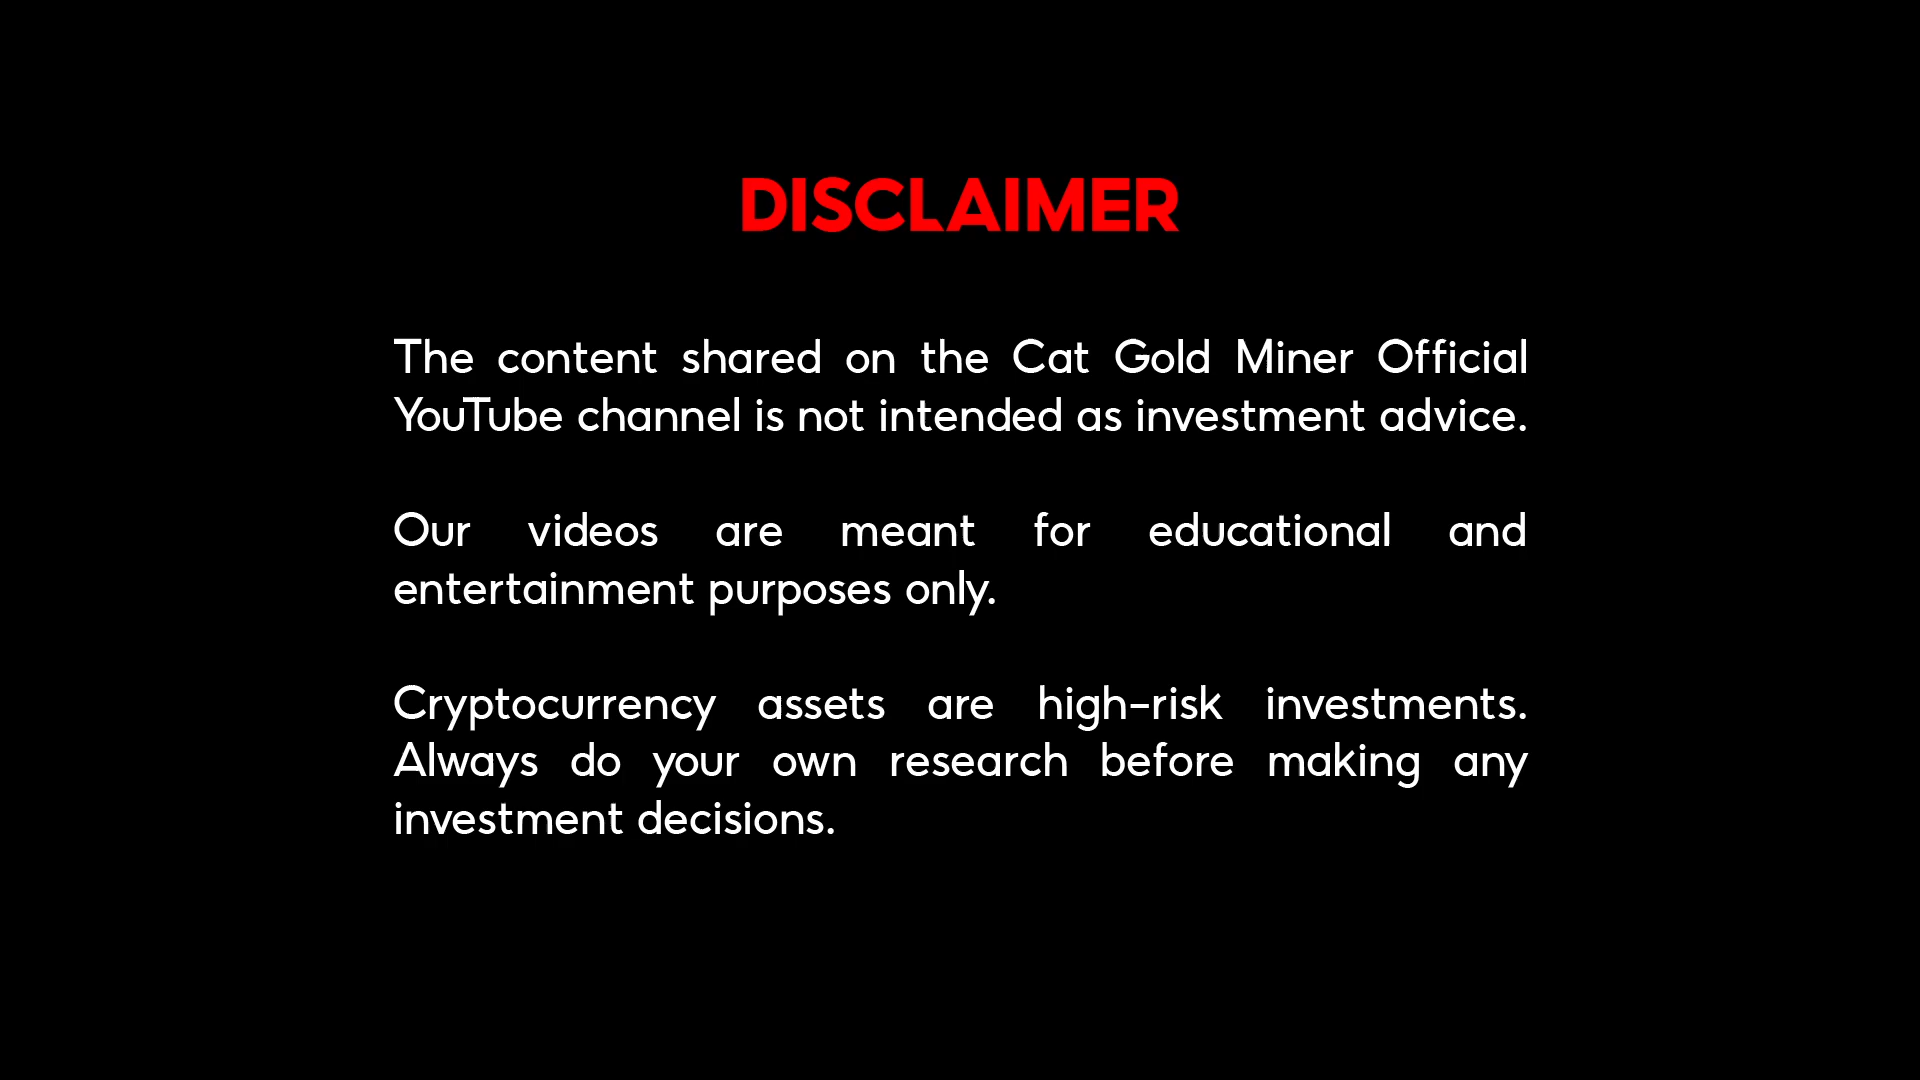 DISCLAIMER
The content shared on the Cat Gold Miner Official
YouTube channel is not intended as investment advice.
Our videos are meant for educational and
entertainment purposes only.
Cryptocurrency assets are high-risk investments.
Always do your own research before making any
investment decisions.